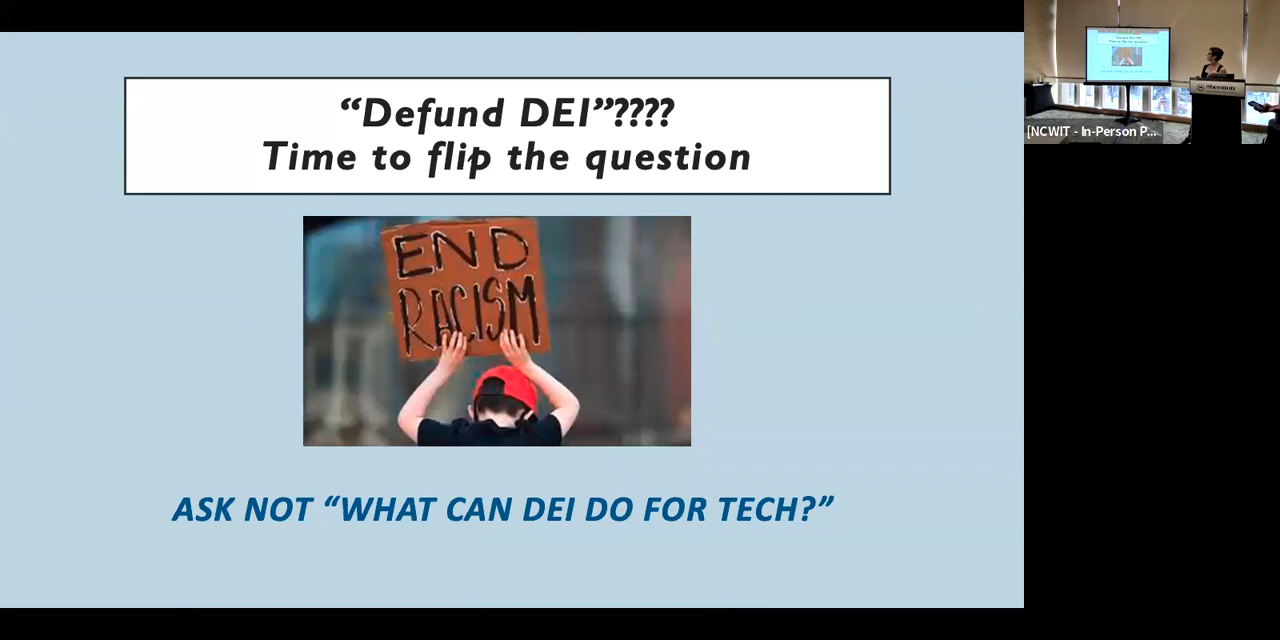 “Defund DEI”????
Time to flip the question
END
RACISM
ASK NOT “WHAT CAN DEI DO FOR TECH?”
[NCWIT - In-Person P...
Sheraton